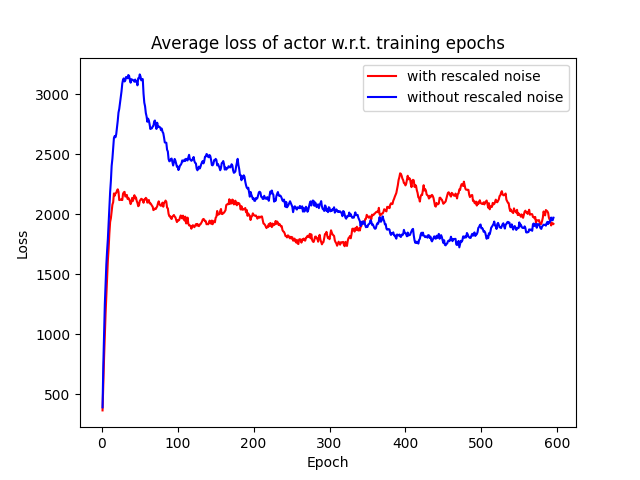 Average loss of actor w.r.t. training epochs
with rescaled noise
without rescaled noise
3000
2500
2000
1500
1000
500
Loss
0 100 200 300 400 500 600
Epoch